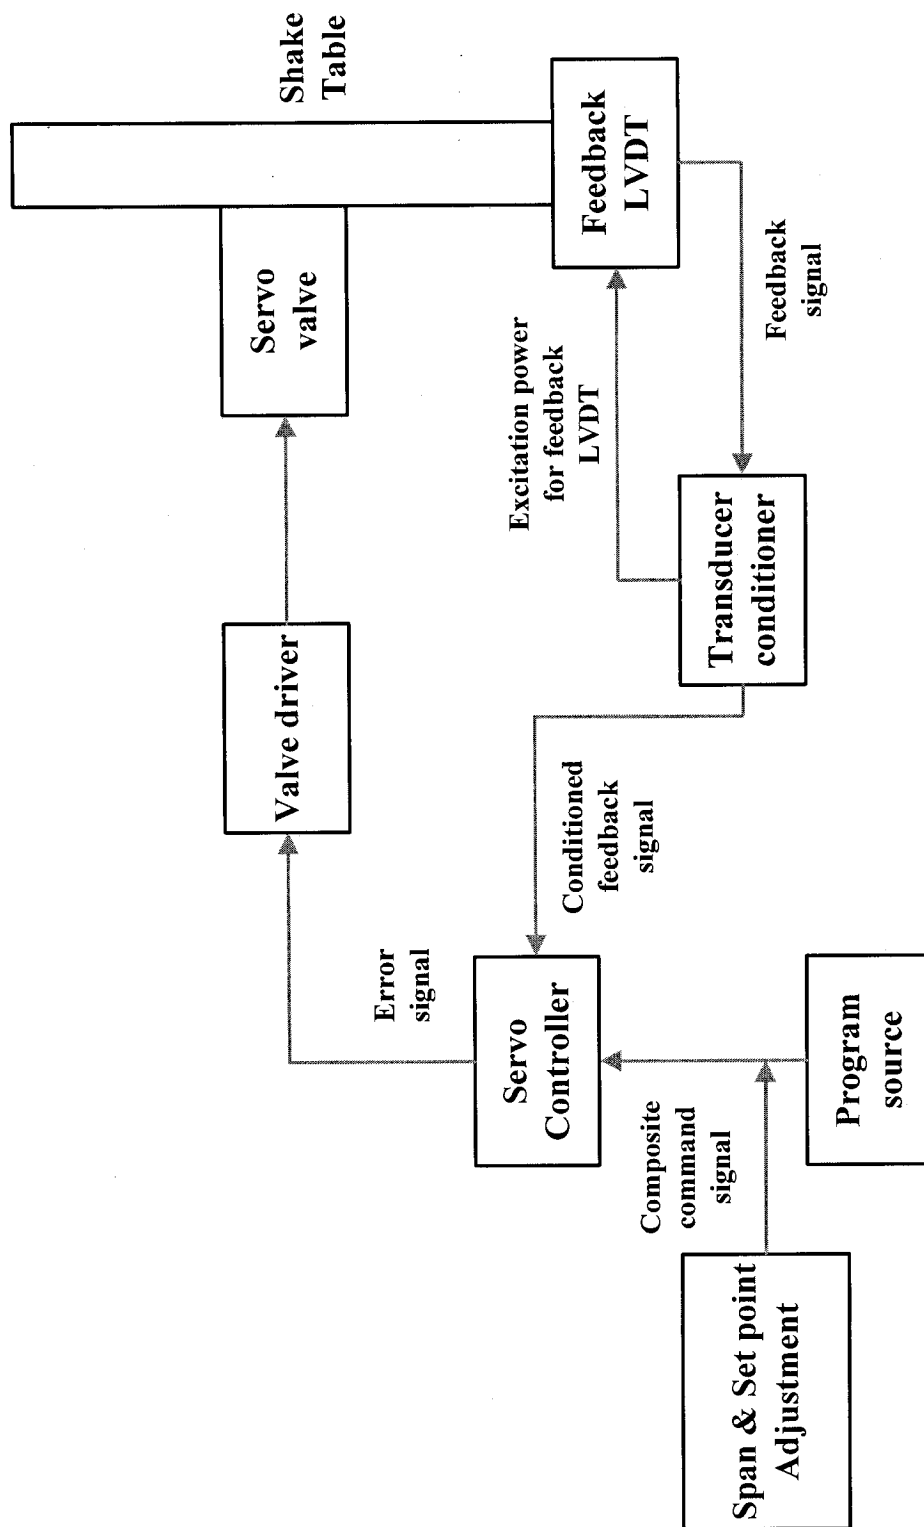 Shake
Table
Servo
valve
Feedback
LVDT
Valve driver
Excitation power
for feedback
LVDT
Feedback
signal
Transducer
conditioner
Error
signal
Conditioned
feedback
signal
Servo
Controller
Composite
command
signal
Program
source
Span & Set point
Adjustment